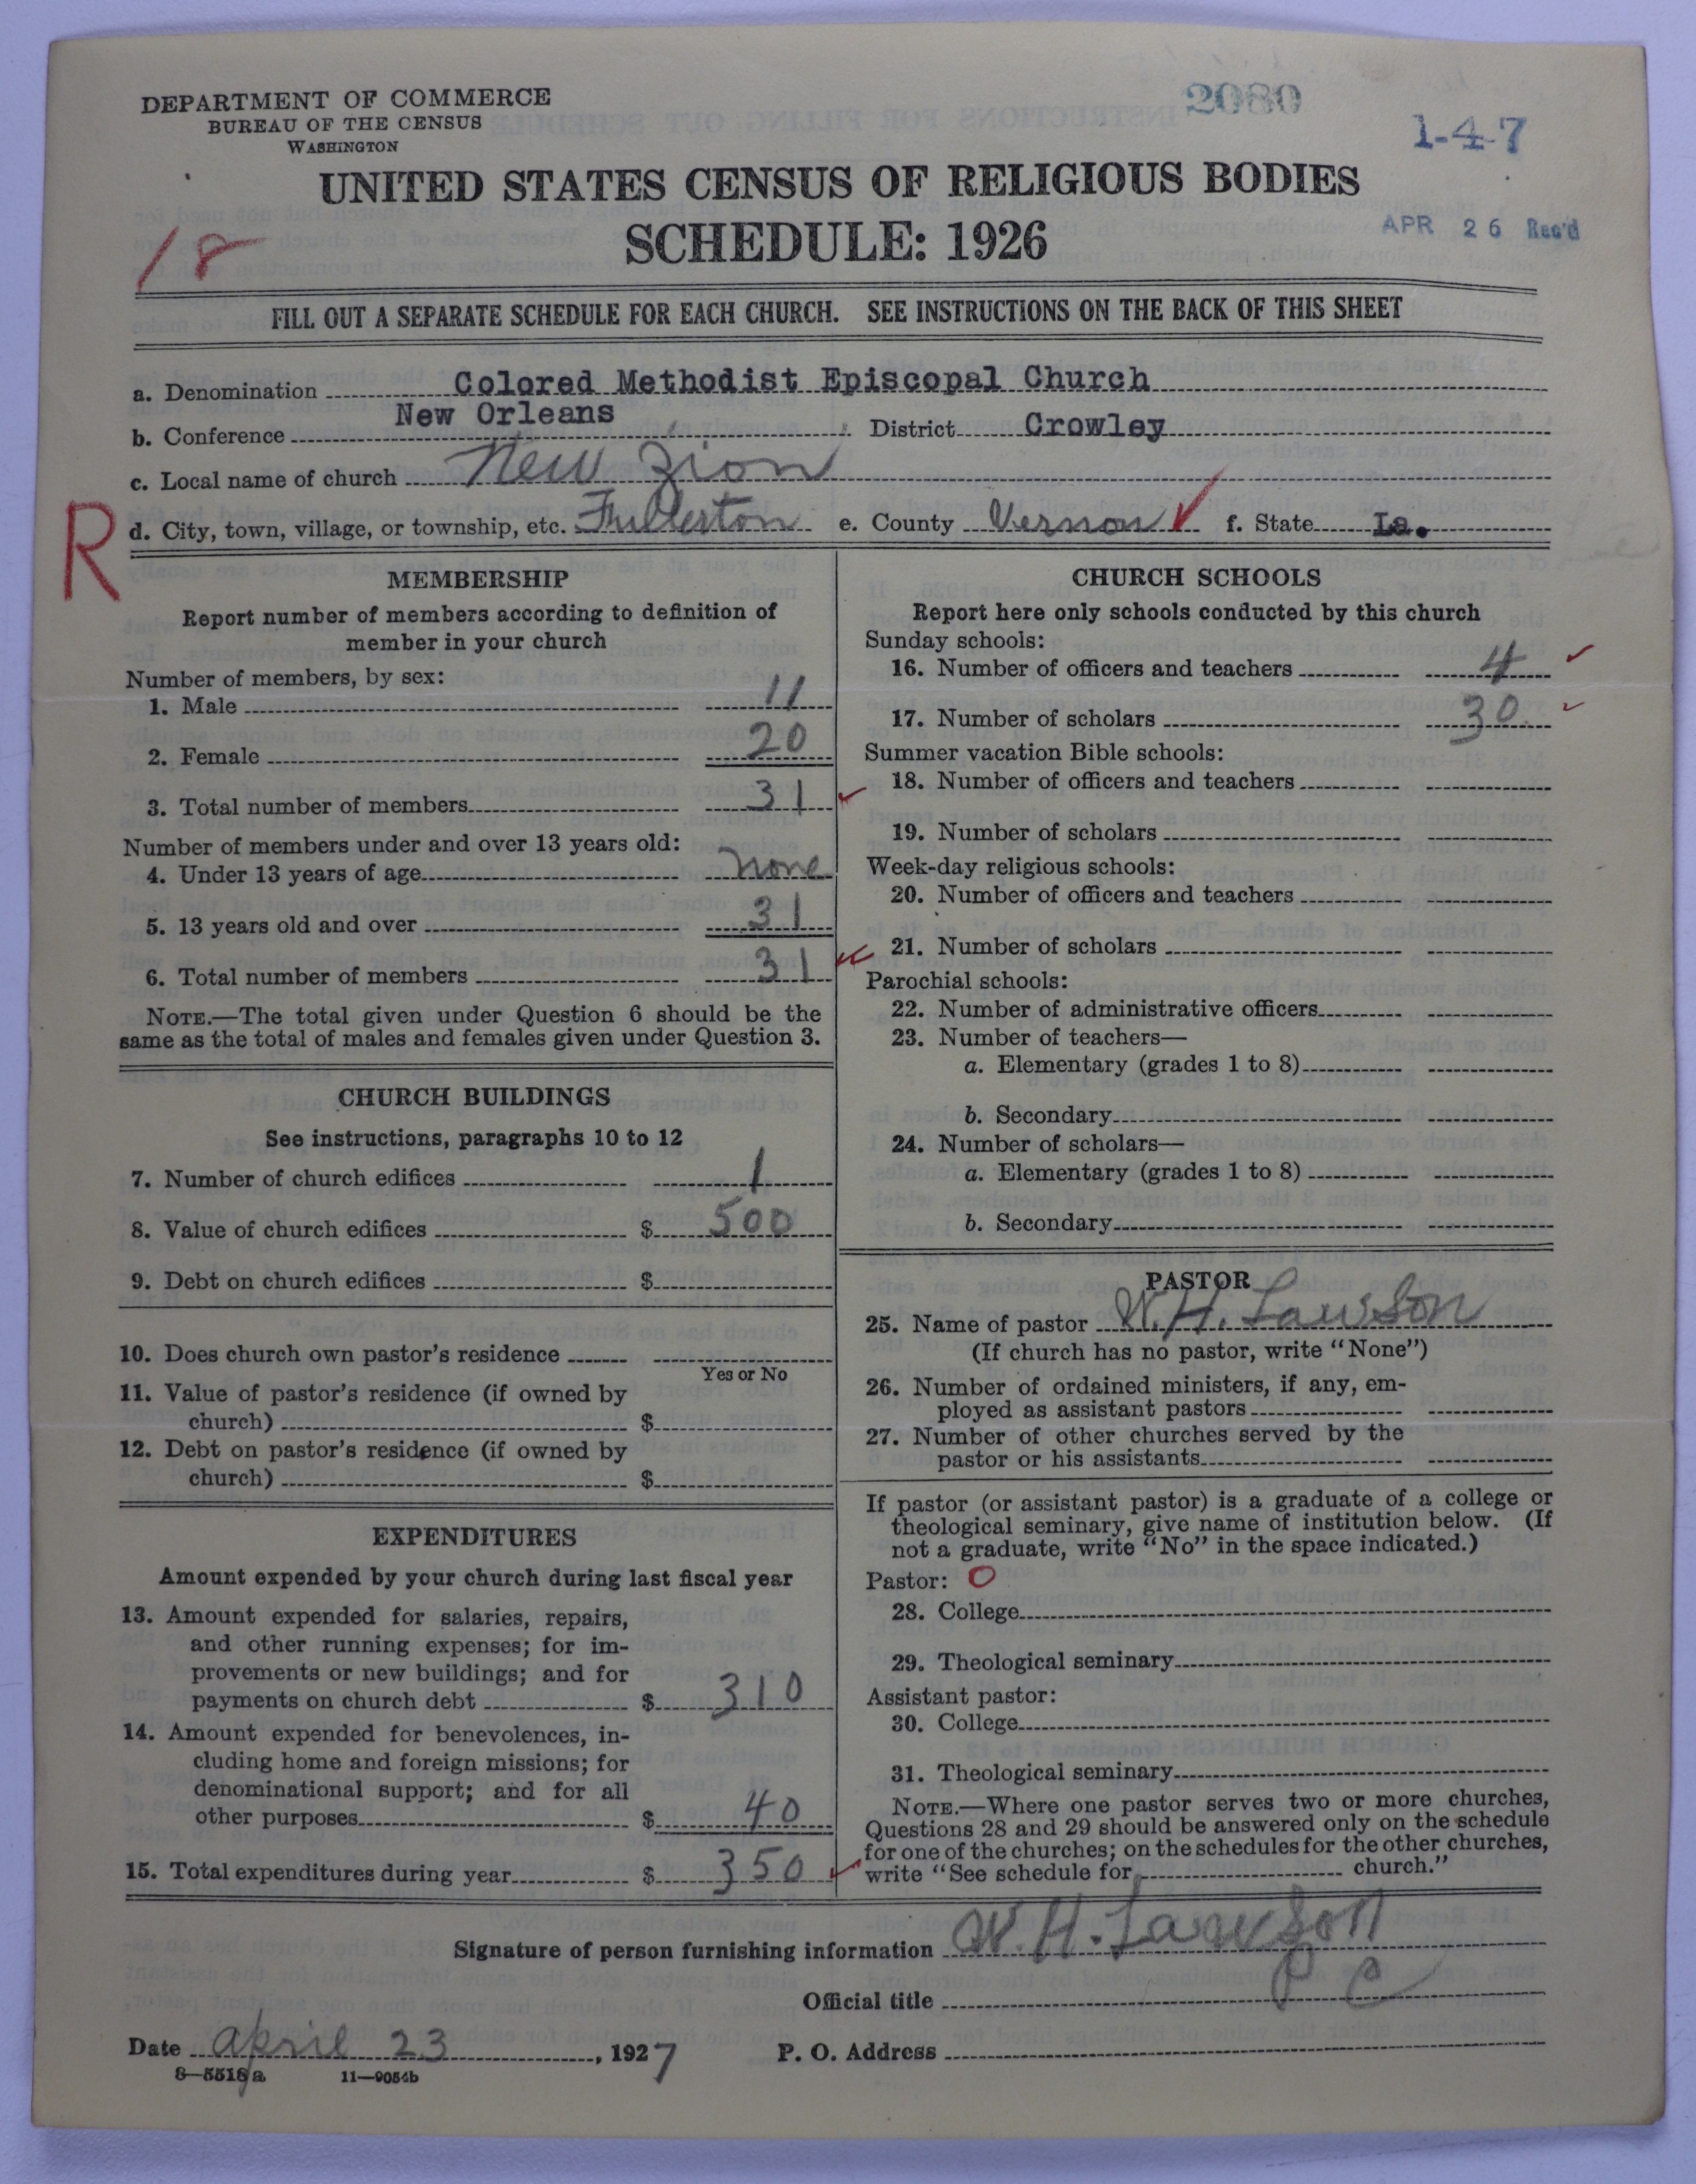 DEPARTMENT OF COMMERCE
BUREAU OF THE CENSUS
WASHINGTON
2080
1-4-7
UNITED STATES CENSUS OF RELIGIOUS BODIES
SCHEDULE: 1926
APR 26 Rec'd
18
FILL OUT A SEPARATE SCHEDULE FOR EACH CHURCH. SEE INSTRUCTIONS ON THE BACK OF THIS SHEET
a. Denomination Colored Methodist Episcopal Church
b. Conference New Orleans District Crowley
c. Local name of church New Zion
R
d. City, town, village, or township, etc. Fullerton e. County Vernon f. State La.
MEMBERSHIP
Report number of members according to definition of
member in your church
Number of members, by sex:
1. Male 11
2. Female 20
3. Total number of members 31
Number of members under and over 13 years old:
4. Under 13 years of age none
5. 13 years old and over 31
6. Total number of members 31
NOTE.—The total given under Question 6 should be the
same as the total of males and females given under Question 3.
CHURCH BUILDINGS
See instructions, paragraphs 10 to 12
7. Number of church edifices 1
8. Value of church edifices $ 500
9. Debt on church edifices $
10. Does church own pastor's residence
Yes or No
11. Value of pastor's residence (if owned by
church) $
12. Debt on pastor's residence (if owned by
church) $
EXPENDITURES
Amount expended by your church during last fiscal year
13. Amount expended for salaries, repairs,
and other running expenses; for im-
provements or new buildings; and for
payments on church debt $ 310
14. Amount expended for benevolences, in-
cluding home and foreign missions; for
denominational support; and for all
other purposes $ 40
15. Total expenditures during year $ 350
CHURCH SCHOOLS
Report here only schools conducted by this church
Sunday schools:
16. Number of officers and teachers 4
17. Number of scholars 30
Summer vacation Bible schools:
18. Number of officers and teachers
19. Number of scholars
Week-day religious schools:
20. Number of officers and teachers
21. Number of scholars
Parochial schools:
22. Number of administrative officers
23. Number of teachers—
a. Elementary (grades 1 to 8)
b. Secondary
24. Number of scholars—
a. Elementary (grades 1 to 8)
b. Secondary
PASTOR
25. Name of pastor W. H. Lawson
(If church has no pastor, write "None")
26. Number of ordained ministers, if any, em-
ployed as assistant pastors
27. Number of other churches served by the
pastor or his assistants
If pastor (or assistant pastor) is a graduate of a college or
theological seminary, give name of institution below. (If
not a graduate, write "No" in the space indicated.)
Pastor: O
28. College
29. Theological seminary
Assistant pastor:
30. College
31. Theological seminary
NOTE.—Where one pastor serves two or more churches,
Questions 28 and 29 should be answered only on the schedule
for one of the churches; on the schedules for the other churches,
write "See schedule for church."
Signature of person furnishing information W. H. Lawson
Official title P C
Date april 23, 1927 P. O. Address
8—5518a 11—9054b